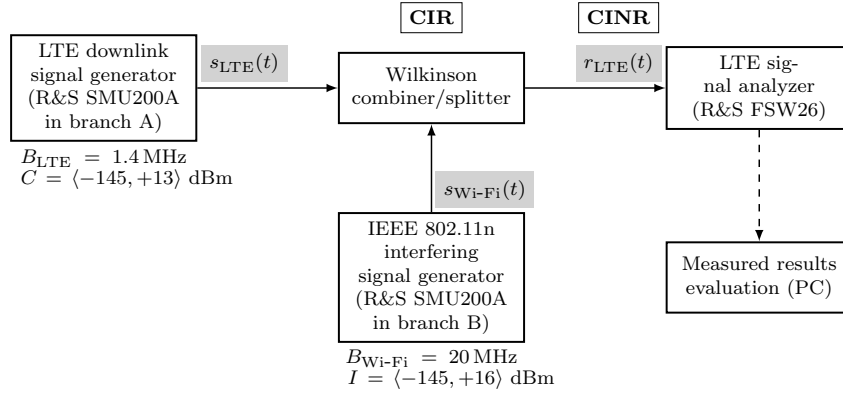 CIR
CINR
LTE downlink
signal generator
(R&S SMU200A
in branch A)
s_LTE(t)
Wilkinson
combiner/splitter
r_LTE(t)
LTE sig-
nal analyzer
(R&S FSW26)
B_LTE = 1.4 MHz
C = ⟨−145, +13⟩ dBm
s_Wi-Fi(t)
IEEE 802.11n
interfering
signal generator
(R&S SMU200A
in branch B)
Measured results
evaluation (PC)
B_Wi-Fi = 20 MHz
I = ⟨−145, +16⟩ dBm